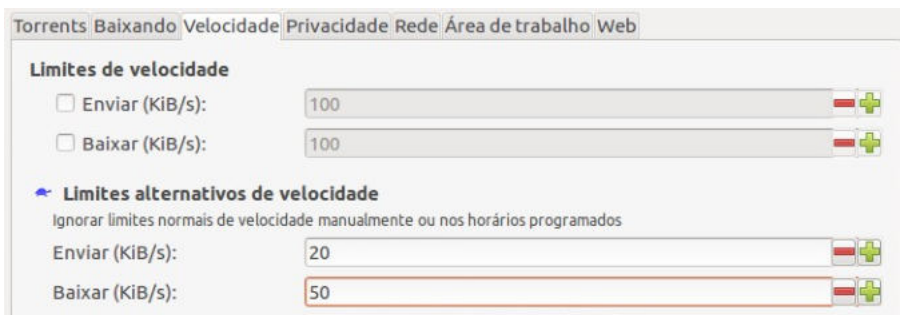 Torrents Baixando Velocidade Privacidade Rede Área de trabalho Web
Limites de velocidade
Enviar (KiB/s): 100
Baixar (KiB/s): 100
Limites alternativos de velocidade
Ignorar limites normais de velocidade manualmente ou nos horários programados
Enviar (KiB/s): 20
Baixar (KiB/s): 50